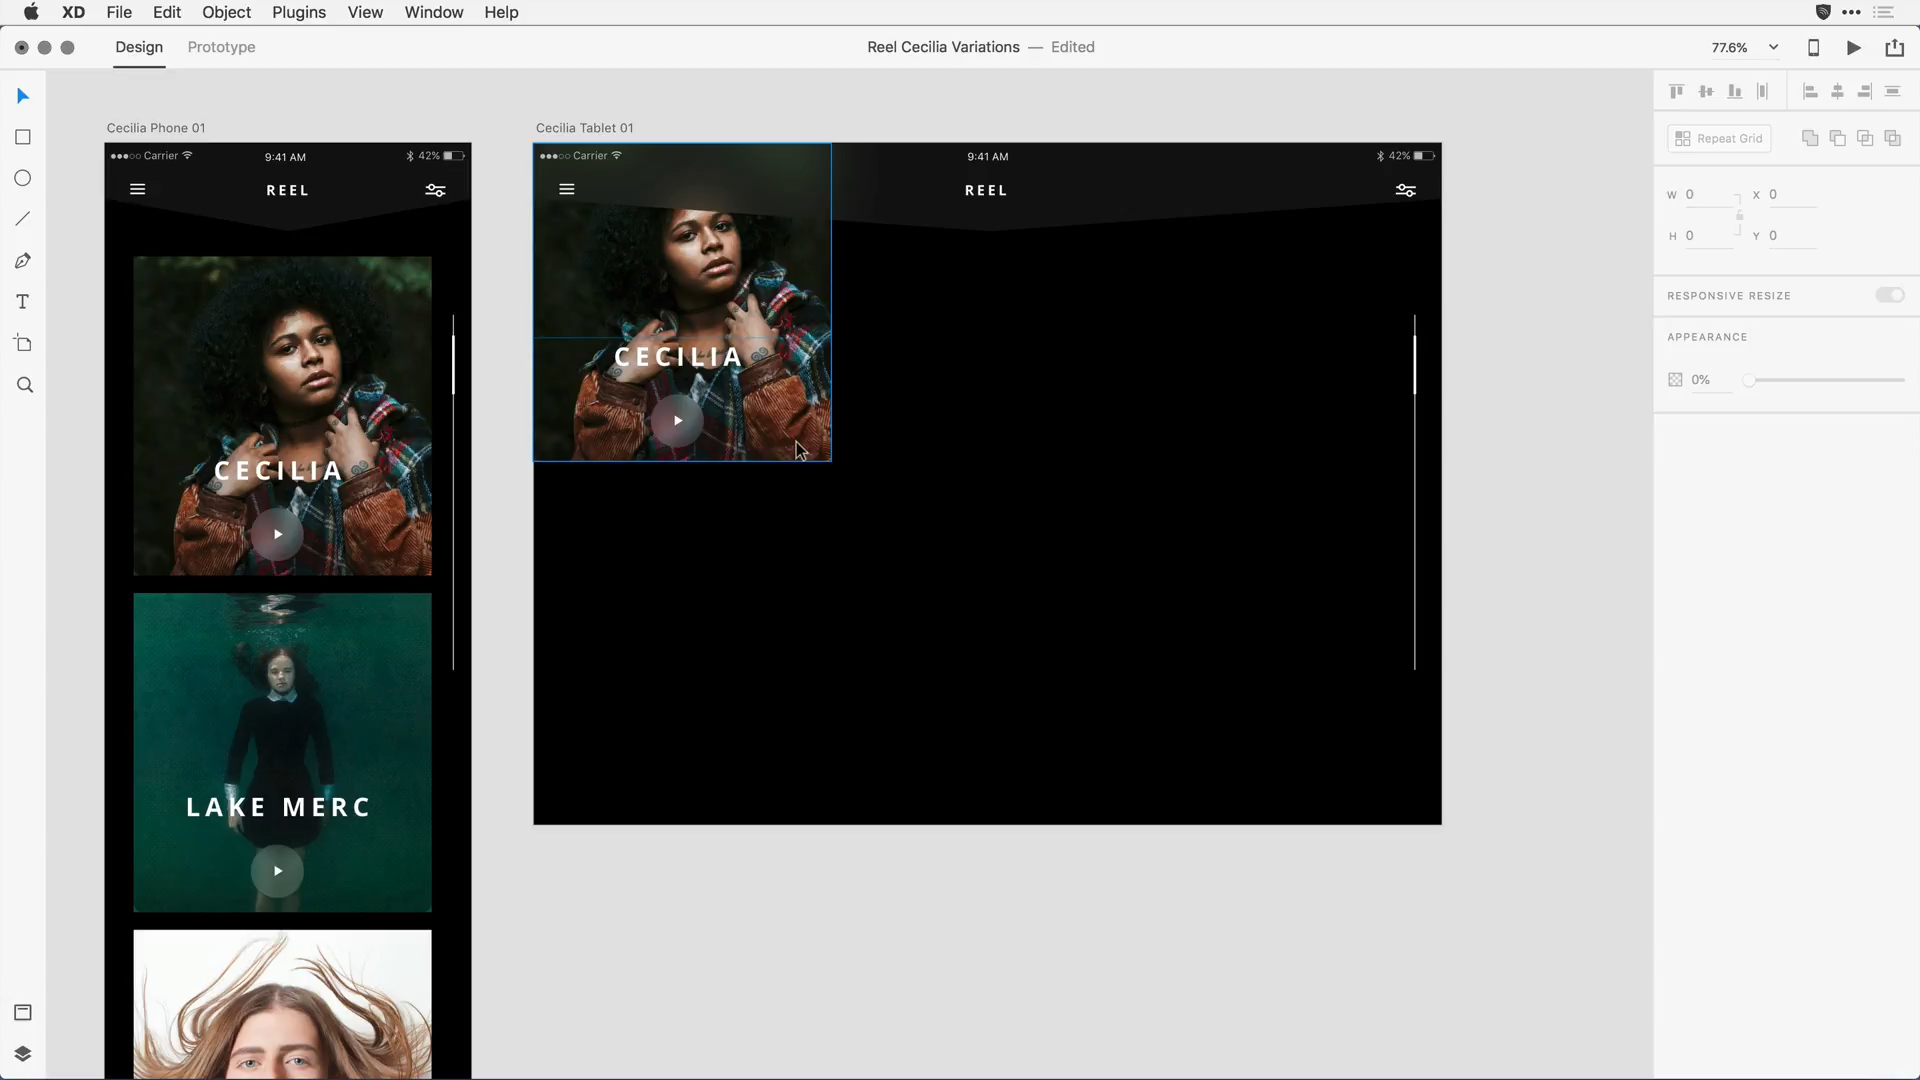 XD File Edit Object Plugins View Window Help
Design Prototype Reel Cecilia Variations — Edited 77.6%
Cecilia Phone 01 Cecilia Tablet 01
Carrier 9:41 AM 42%
REEL
CECILIA
LAKE MERC
Carrier 9:41 AM 42%
REEL
CECILIA
Repeat Grid
W 0 X 0
H 0 Y 0
RESPONSIVE RESIZE
APPEARANCE
0%